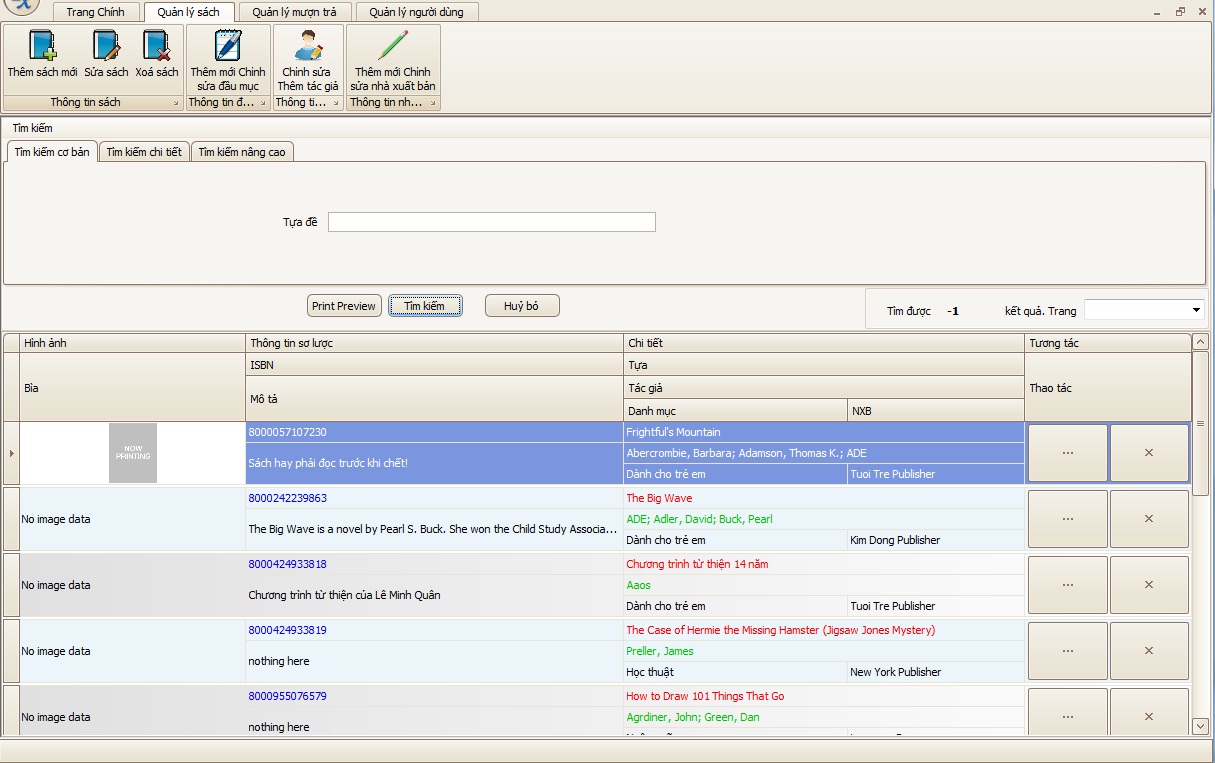 Trang Chính Quản lý sách Quản lý mượn trả Quản lý người dùng
Thêm sách mới Sửa sách Xoá sách Thêm mới Chỉnh sửa đầu mục Chỉnh sửa Thêm tác giả Thêm mới Chỉnh sửa nhà xuất bản
Thông tin sách Thông tin đ... Thông ti... Thông tin nh...
Tìm kiếm
Tìm kiếm cơ bản Tìm kiếm chi tiết Tìm kiếm nâng cao
Tựa đề
Print Preview Tìm kiếm Huỷ bỏ Tìm được -1 kết quả. Trang
Hình ảnh Thông tin sơ lược Chi tiết Tương tác
ISBN Tựa
Bìa Mô tả Tác giả Thao tác
Danh mục NXB
NOW PRINTING
8000057107230 Frightful's Mountain
Sách hay phải đọc trước khi chết! Abercrombie, Barbara; Adamson, Thomas K.; ADE
Dành cho trẻ em Tuoi Tre Publisher
...
8000242239863 The Big Wave
No image data The Big Wave is a novel by Pearl S. Buck. She won the Child Study Associa... ADE; Adler, David; Buck, Pearl
Dành cho trẻ em Kim Dong Publisher
...
8000424933818 Chương trình từ thiện 14 năm
No image data Chương trình từ thiện của Lê Minh Quân Aaos
Dành cho trẻ em Tuoi Tre Publisher
...
8000424933819 The Case of Hermie the Missing Hamster (Jigsaw Jones Mystery)
No image data nothing here Preller, James
Học thuật New York Publisher
...
8000955076579 How to Draw 101 Things That Go
No image data nothing here Agrdiner, John; Green, Dan
...